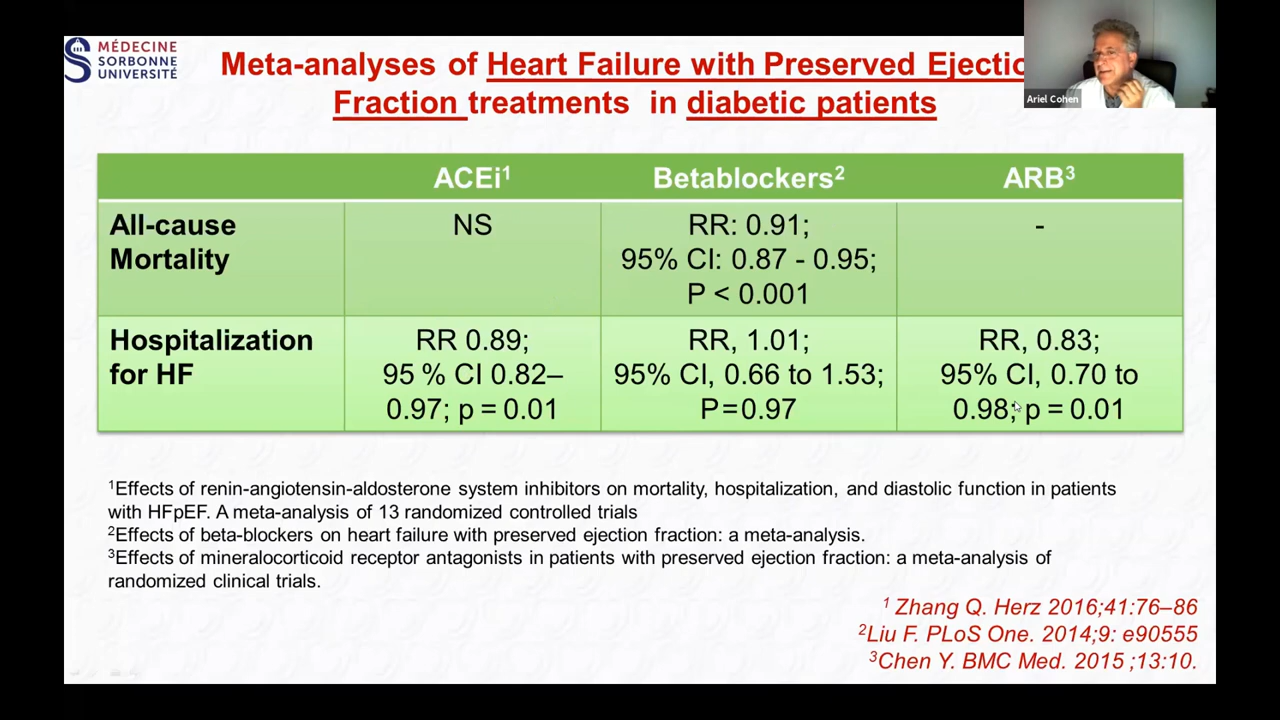 MÉDECINE
SORBONNE
UNIVERSITÉ
Meta-analyses of Heart Failure with Preserved Ejectio
Fraction treatments in diabetic patients
Ariel Cohen
ACEi¹ Betablockers² ARB³
All-cause
Mortality
NS
RR: 0.91;
95% CI: 0.87 - 0.95;
P < 0.001
-
Hospitalization
for HF
RR 0.89;
95 % CI 0.82–
0.97; p = 0.01
RR, 1.01;
95% CI, 0.66 to 1.53;
P=0.97
RR, 0.83;
95% CI, 0.70 to
0.98; p = 0.01
¹Effects of renin-angiotensin-aldosterone system inhibitors on mortality, hospitalization, and diastolic function in patients
with HFpEF. A meta-analysis of 13 randomized controlled trials
²Effects of beta-blockers on heart failure with preserved ejection fraction: a meta-analysis.
³Effects of mineralocorticoid receptor antagonists in patients with preserved ejection fraction: a meta-analysis of
randomized clinical trials.
¹ Zhang Q. Herz 2016;41:76–86
²Liu F. PLoS One. 2014;9: e90555
³Chen Y. BMC Med. 2015 ;13:10.